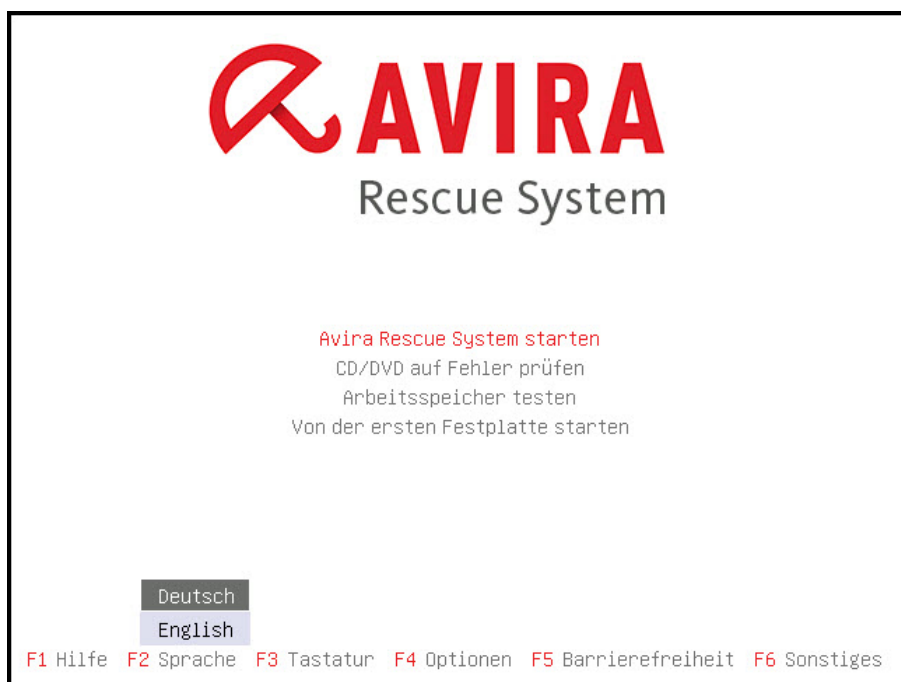 AVIRA
Rescue System
Avira Rescue System starten
CD/DVD auf Fehler prüfen
Arbeitsspeicher testen
Von der ersten Festplatte starten
Deutsch
English
F1 Hilfe F2 Sprache F3 Tastatur F4 Optionen F5 Barrierefreiheit F6 Sonstiges